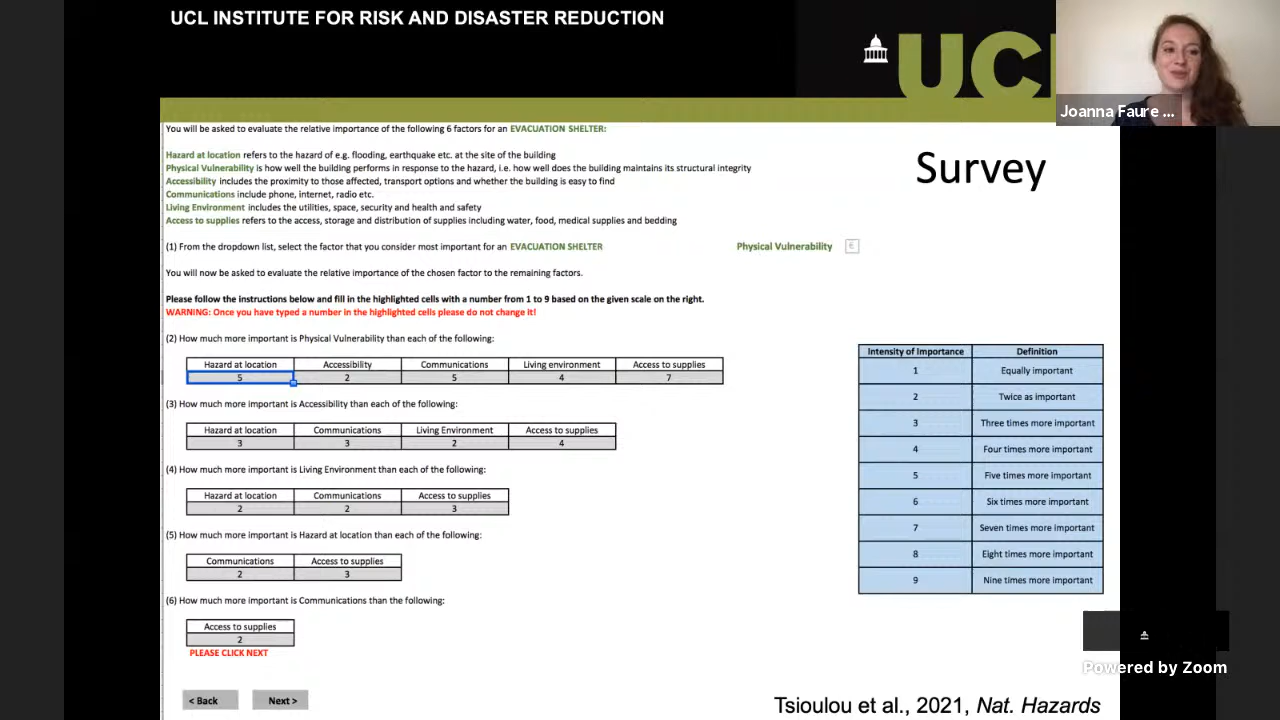 UCL INSTITUTE FOR RISK AND DISASTER REDUCTION
UC
Joanna Faure ...
You will be asked to evaluate the relative importance of the following 6 factors for an EVACUATION SHELTER:
Survey
Hazard at location refers to the hazard of e.g. flooding, earthquake etc. at the site of the building
Physical Vulnerability is how well the building performs in response to the hazard, i.e. how well does the building maintains its structural integrity
Accessibility includes the proximity to those affected, transport options and whether the building is easy to find
Communications include phone, internet, radio etc.
Living Environment includes the utilities, space, security and health and safety
Access to supplies refers to the access, storage and distribution of supplies including water, food, medical supplies and bedding
(1) From the dropdown list, select the factor that you consider most important for an EVACUATION SHELTER
Physical Vulnerability
You will now be asked to evaluate the relative importance of the chosen factor to the remaining factors.
Please follow the instructions below and fill in the highlighted cells with a number from 1 to 9 based on the given scale on the right.
WARNING: Once you have typed a number in the highlighted cells please do not change it!
(2) How much more important is Physical Vulnerability than each of the following:
Hazard at location Accessibility Communications Living environment Access to supplies
5 2 5 4 7
(3) How much more important is Accessibility than each of the following:
Hazard at location Communications Living Environment Access to supplies
3 3 2 4
(4) How much more important is Living Environment than each of the following:
Hazard at location Communications Access to supplies
2 2 3
(5) How much more important is Hazard at location than each of the following:
Communications Access to supplies
2 3
(6) How much more important is Communications than the following:
Access to supplies
2
PLEASE CLICK NEXT
< Back Next >
Intensity of Importance Definition
1 Equally important
2 Twice as important
3 Three times more important
4 Four times more important
5 Five times more important
6 Six times more important
7 Seven times more important
8 Eight times more important
9 Nine times more important
Powered by Zoom
Tsioulou et al., 2021, Nat. Hazards